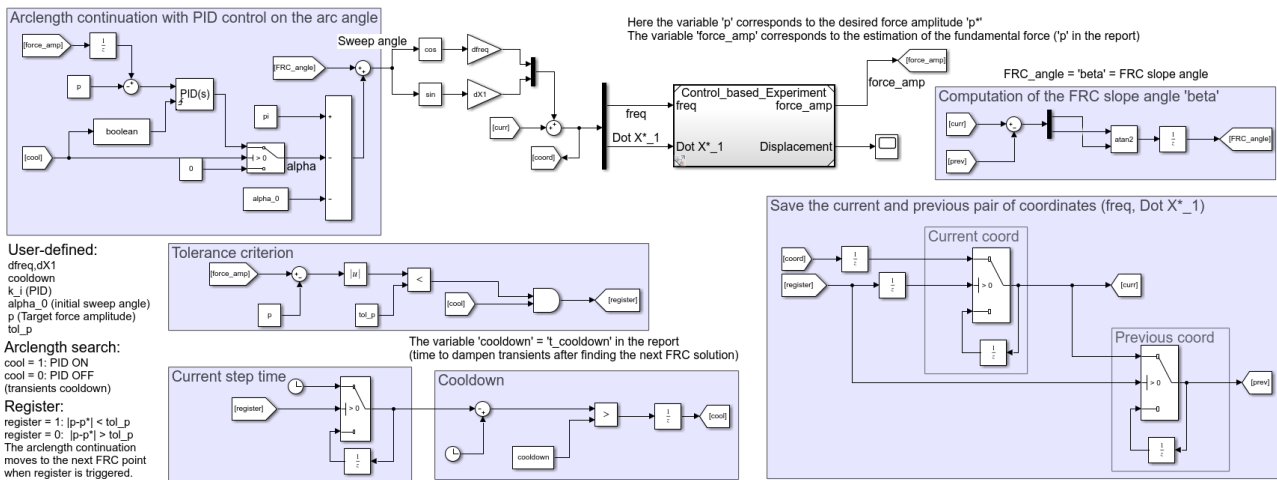 Arclength continuation with PID control on the arc angle
[force_amp]
1
z
p
PID(s)
boolean
[cool]
0
> 0
alpha
pi
alpha_0
[FRC_angle]
Sweep angle
cos
sin
dfreq
dX1
[curr]
[coord]
freq
Dot X*_1
Here the variable 'p' corresponds to the desired force amplitude 'p*'
The variable 'force_amp' corresponds to the estimation of the fundamental force ('p' in the report)
Control_based_Experiment
freq
force_amp
Dot X*_1
Displacement
[force_amp]
force_amp
FRC_angle = 'beta' = FRC slope angle
Computation of the FRC slope angle 'beta'
[curr]
[prev]
atan2
1
z
[FRC_angle]
User-defined:
dfreq,dX1
cooldown
k_i (PID)
alpha_0 (initial sweep angle)
p (Target force amplitude)
tol_p
Arclength search:
cool = 1: PID ON
cool = 0: PID OFF
(transients cooldown)
Register:
register = 1: |p-p*| < tol_p
register = 0: |p-p*| > tol_p
The arclength continuation
moves to the next FRC point
when register is triggered.
Tolerance criterion
[force_amp]
|u|
<
p
tol_p
[cool]
[register]
The variable 'cooldown' = 't_cooldown' in the report
(time to dampen transients after finding the next FRC solution)
Current step time
[register]
> 0
1
z
Cooldown
cooldown
>
1
z
[cool]
Save the current and previous pair of coordinates (freq, Dot X*_1)
Current coord
[coord]
1
z
[register]
1
z
> 0
1
z
[curr]
Previous coord
> 0
1
z
[prev]